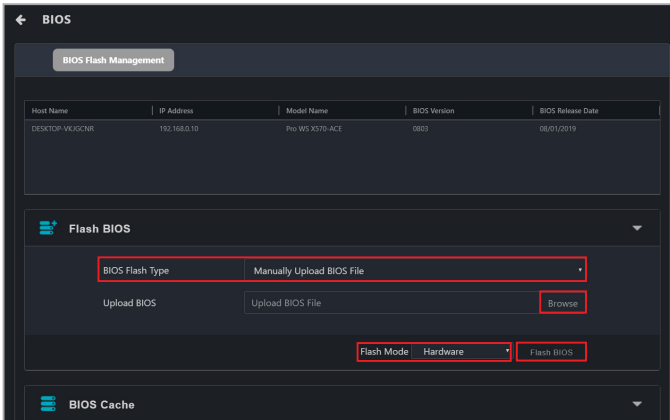 BIOS
BIOS Flash Management
Host Name IP Address Model Name BIOS Version BIOS Release Date
DESKTOP-VKJGCNR 192.168.0.10 Pro WS X570-ACE 0803 08/01/2019
Flash BIOS
BIOS Flash Type Manually Upload BIOS File
Upload BIOS Upload BIOS File Browse
Flash Mode Hardware Flash BIOS
BIOS Cache